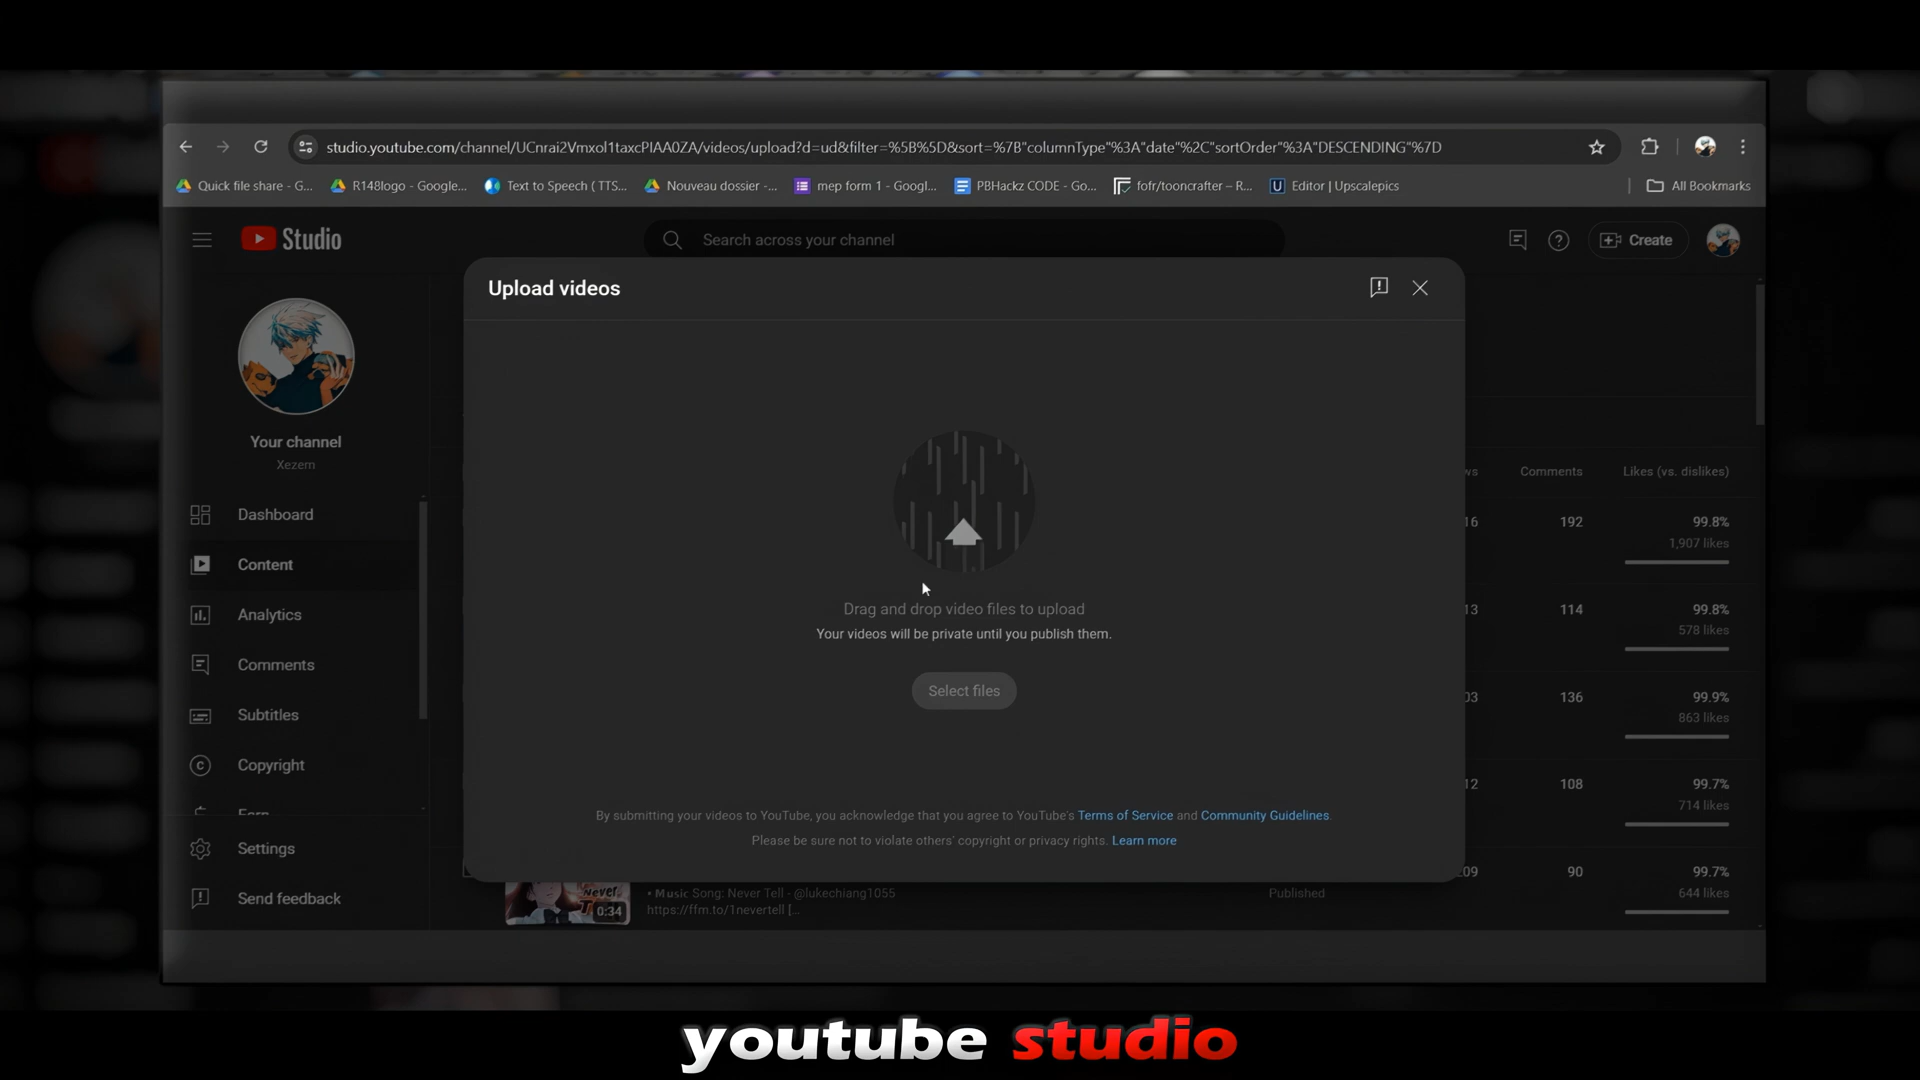 studio.youtube.com/channel/UCnrai2Vmxol1taxcPIAA0ZA/videos/upload?d=ud&filter=%5B%5D&sort=%7B"columnType"%3A"date"%2C"sortOrder"%3A"DESCENDING"%7D
Quick file share - G... R148logo - Google... Text to Speech ( TTS... Nouveau dossier -... mep form 1 - Googl... PBHackz CODE - Go... fofr/tooncrafter – R... Editor | Upscalepics All Bookmarks
Studio Search across your channel Create
Upload videos
Your channel
Xezem
Dashboard
Content
Analytics
Comments
Subtitles
Copyright
Earn
Settings
Send feedback
Drag and drop video files to upload
Your videos will be private until you publish them.
Select files
By submitting your videos to YouTube, you acknowledge that you agree to YouTube's Terms of Service and Community Guidelines.
Please be sure not to violate others' copyright or privacy rights. Learn more
ws Comments Likes (vs. dislikes)
16 192 99.8%
1,907 likes
13 114 99.8%
578 likes
03 136 99.9%
863 likes
12 108 99.7%
714 likes
209 90 99.7%
644 likes
Never
0:34
• Music Song: Never Tell - @lukechiang1055
https://ffm.to/1nevertell [...
Published
youtube studio